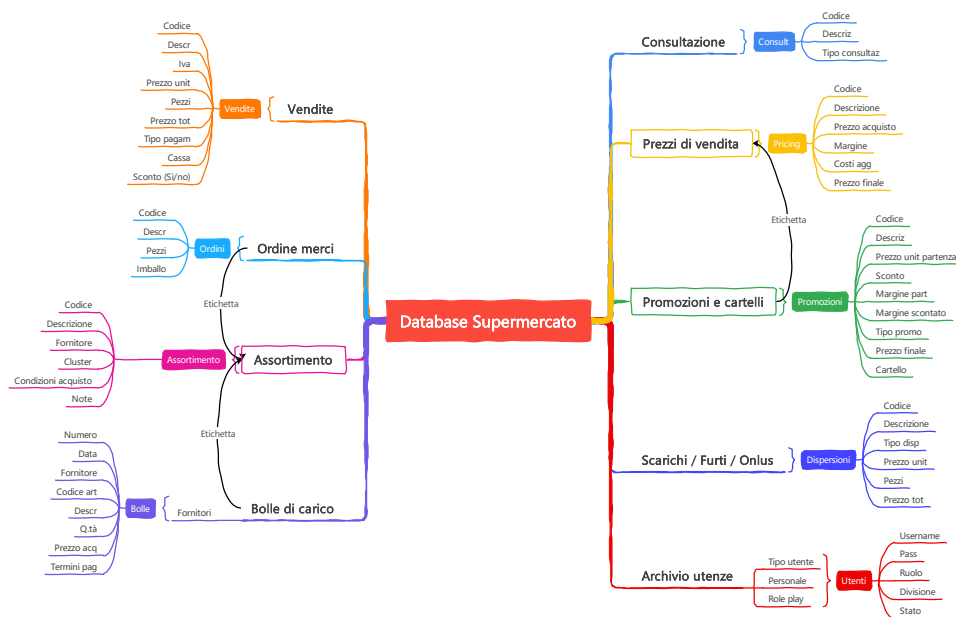 Database Supermercato
Vendite
Vendite
Codice
Descr
Iva
Prezzo unit
Pezzi
Prezzo tot
Tipo pagam
Cassa
Sconto (Si/no)
Ordine merci
Ordini
Codice
Descr
Pezzi
Imballo
Etichetta
Assortimento
Assortimento
Codice
Descrizione
Fornitore
Cluster
Condizioni acquisto
Note
Etichetta
Bolle di carico
Fornitori
Bolle
Numero
Data
Fornitore
Codice art
Descr
Q.tà
Prezzo acq
Termini pag
Consultazione
Consult
Codice
Descriz
Tipo consultaz
Prezzi di vendita
Pricing
Codice
Descrizione
Prezzo acquisto
Margine
Costi agg
Prezzo finale
Etichetta
Promozioni e cartelli
Promozioni
Codice
Descriz
Prezzo unit partenza
Sconto
Margine part
Margine scontato
Tipo promo
Prezzo finale
Cartello
Scarichi / Furti / Onlus
Dispersioni
Codice
Descrizione
Tipo disp
Prezzo unit
Pezzi
Prezzo tot
Archivio utenze
Tipo utente
Personale
Role play
Utenti
Username
Pass
Ruolo
Divisione
Stato